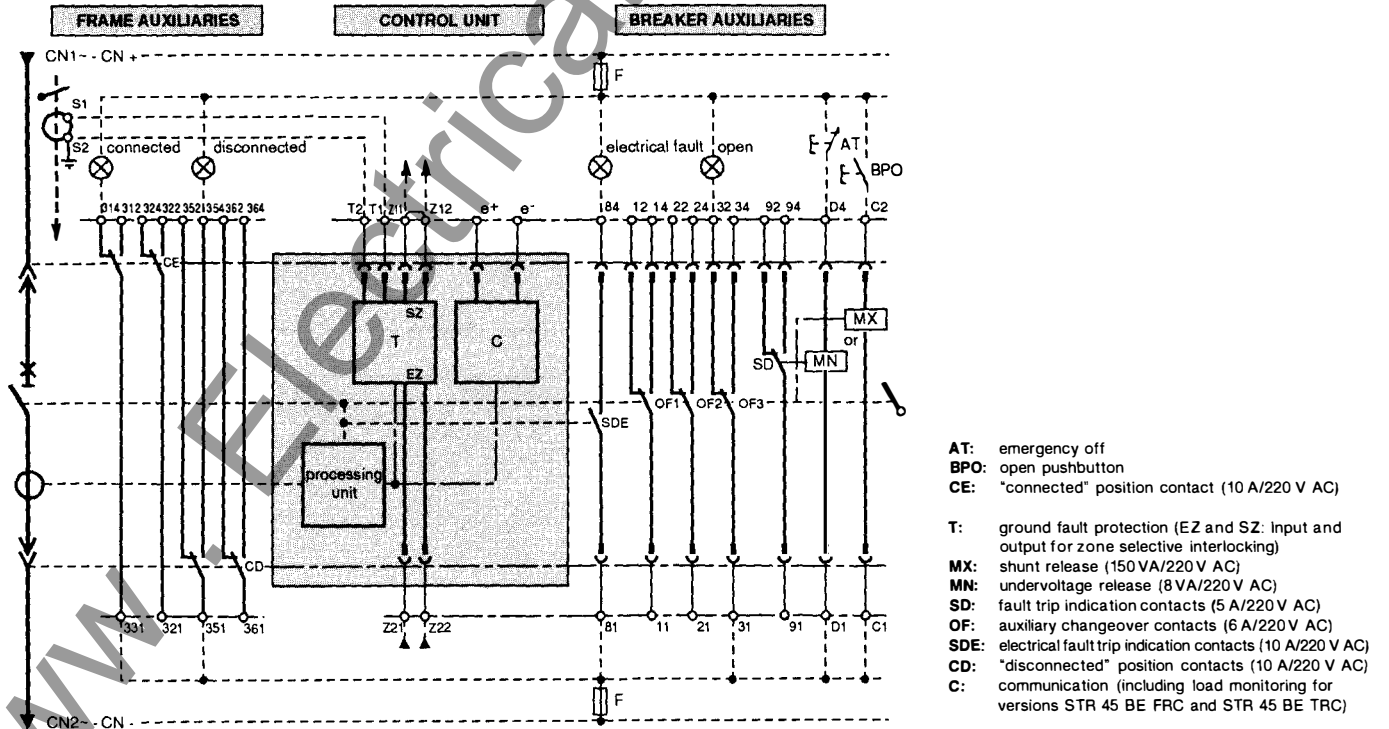 FRAME AUXILIARIES
CONTROL UNIT
BREAKER AUXILIARIES
CN1~ - CN +
F
S1
S2
connected
disconnected
electrical fault
open
AT
BPO
314 312 324 322 352 354 362 364
T2 T1 Z11 Z12 e+ e-
84 12 14 22 24 32 34 92 94 D4 C2
CE
SZ
T
C
EZ
MX
or
SD
MN
OF1
OF2
OF3
SDE
processing
unit
CD
331 321 351 361
Z21 Z22
81 11 21 31 91 D1 C1
F
CN2~ - CN -
AT: emergency off
BPO: open pushbutton
CE: "connected" position contact (10 A/220 V AC)
T: ground fault protection (EZ and SZ: Input and
output for zone selective interlocking)
MX: shunt release (150 VA/220 V AC)
MN: undervoltage release (8 VA/220 V AC)
SD: fault trip indication contacts (5 A/220 V AC)
OF: auxiliary changeover contacts (6 A/220 V AC)
SDE: electrical fault trip indication contacts (10 A/220 V AC)
CD: "disconnected" position contacts (10 A/220 V AC)
C: communication (including load monitoring for
versions STR 45 BE FRC and STR 45 BE TRC)
www. Electrical